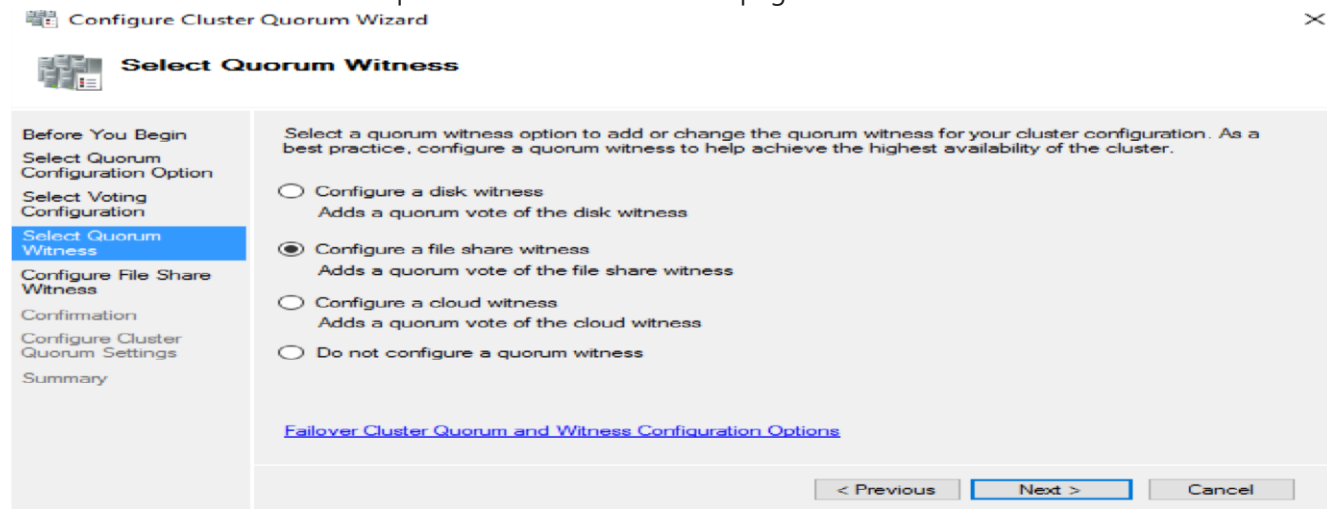 Configure Cluster Quorum Wizard
Select Quorum Witness
Before You Begin
Select Quorum
Configuration Option
Select Voting
Configuration
Select Quorum
Witness
Configure File Share
Witness
Confirmation
Configure Cluster
Quorum Settings
Summary
Select a quorum witness option to add or change the quorum witness for your cluster configuration. As a
best practice, configure a quorum witness to help achieve the highest availability of the cluster.
Configure a disk witness
Adds a quorum vote of the disk witness
Configure a file share witness
Adds a quorum vote of the file share witness
Configure a cloud witness
Adds a quorum vote of the cloud witness
Do not configure a quorum witness
Failover Cluster Quorum and Witness Configuration Options
< Previous
Next >
Cancel